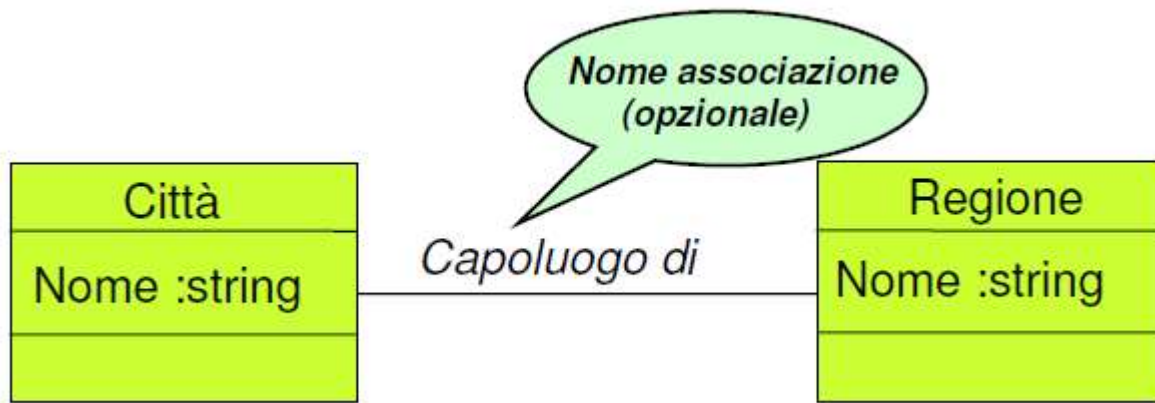 Nome associazione
(opzionale)
Città
Nome :string
Capoluogo di
Regione
Nome :string